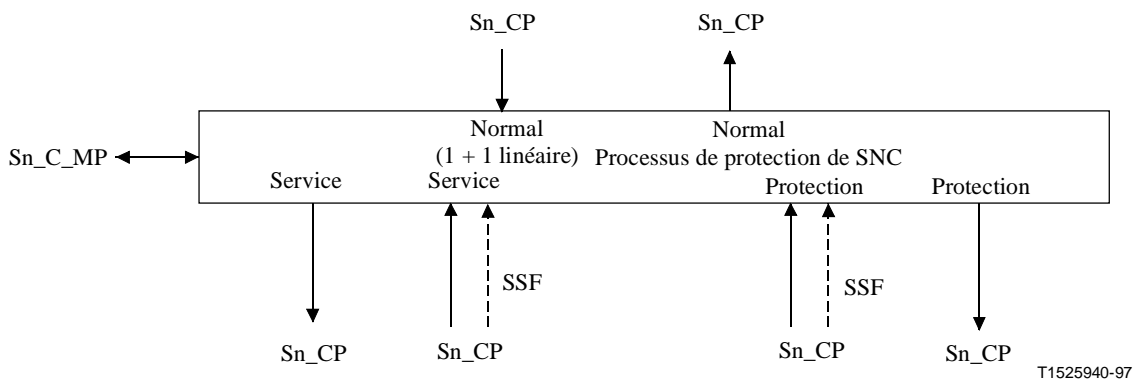 Sn_CP
Sn_CP
Normal
Normal
Sn_C_MP
(1 + 1 linéaire)
Processus de protection de SNC
Service
Service
Protection
Protection
SSF
SSF
Sn_CP
Sn_CP
Sn_CP
Sn_CP
T1525940-97